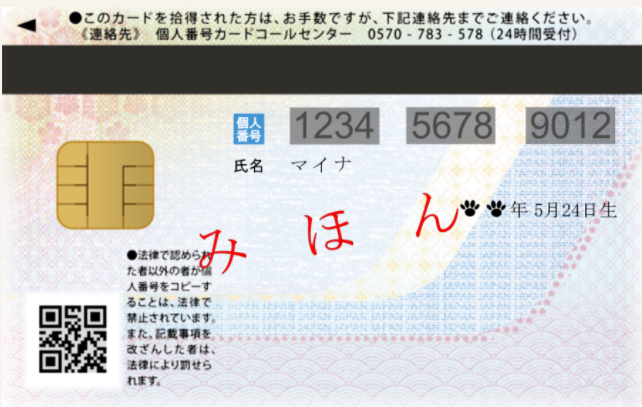 ●このカードを拾得された方は、お手数ですが、下記連絡先までご連絡ください。
《連絡先》 個人番号カードコールセンター 0570-783-578（24時間受付）
個人番号 1234 5678 9012
氏名 マイナ
年 5月24日生
みほん
●法律で認められ
た者以外の者が個
人番号をコピーす
ることは、法律で
禁止されています。
また、記載事項を
改ざんした者は、
法律により罰せら
れます。